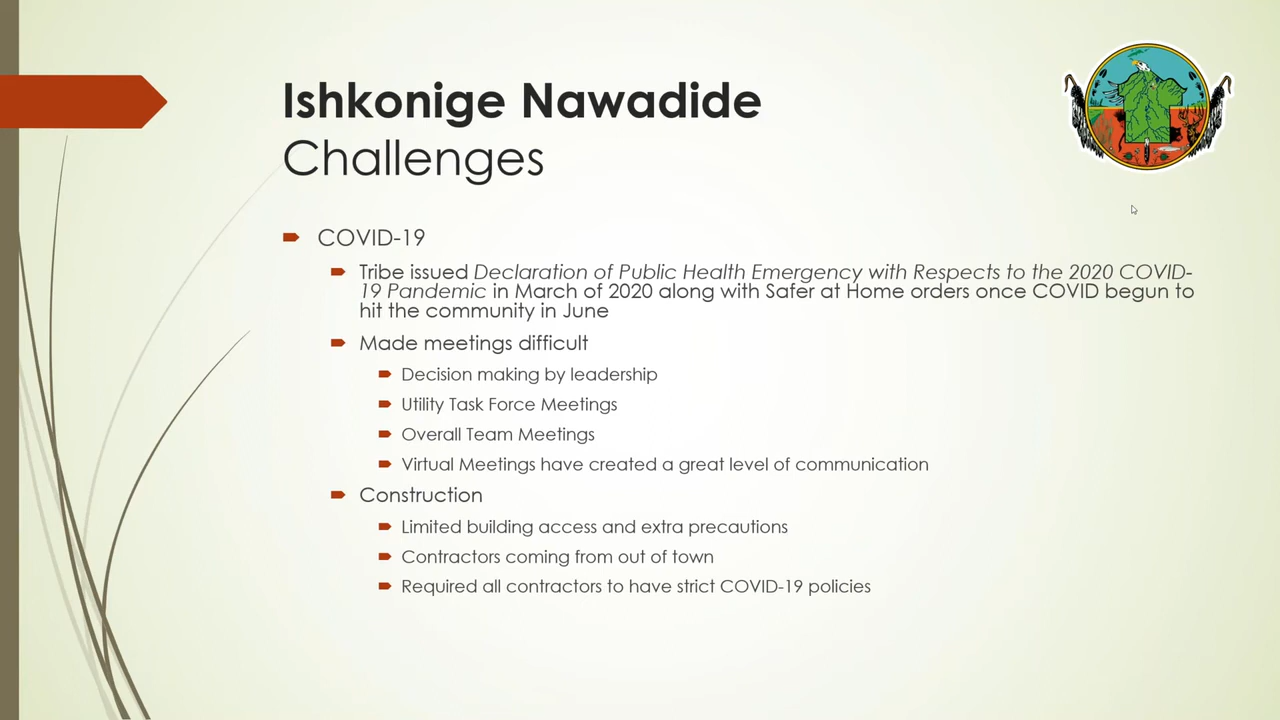 Ishkonige Nawadide
Challenges
COVID-19
Tribe issued Declaration of Public Health Emergency with Respects to the 2020 COVID-
19 Pandemic in March of 2020 along with Safer at Home orders once COVID begun to
hit the community in June
Made meetings difficult
Decision making by leadership
Utility Task Force Meetings
Overall Team Meetings
Virtual Meetings have created a great level of communication
Construction
Limited building access and extra precautions
Contractors coming from out of town
Required all contractors to have strict COVID-19 policies